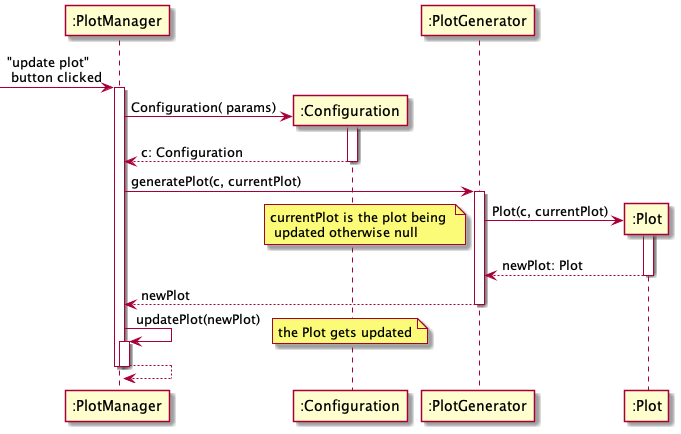 :PlotManager
:PlotGenerator
"update plot"
button clicked
:Configuration
Configuration( params)
c: Configuration
generatePlot(c, currentPlot)
:Plot
Plot(c, currentPlot)
currentPlot is the plot being
updated otherwise null
newPlot: Plot
newPlot
updatePlot(newPlot)
the Plot gets updated
:PlotManager
:Configuration
:PlotGenerator
:Plot